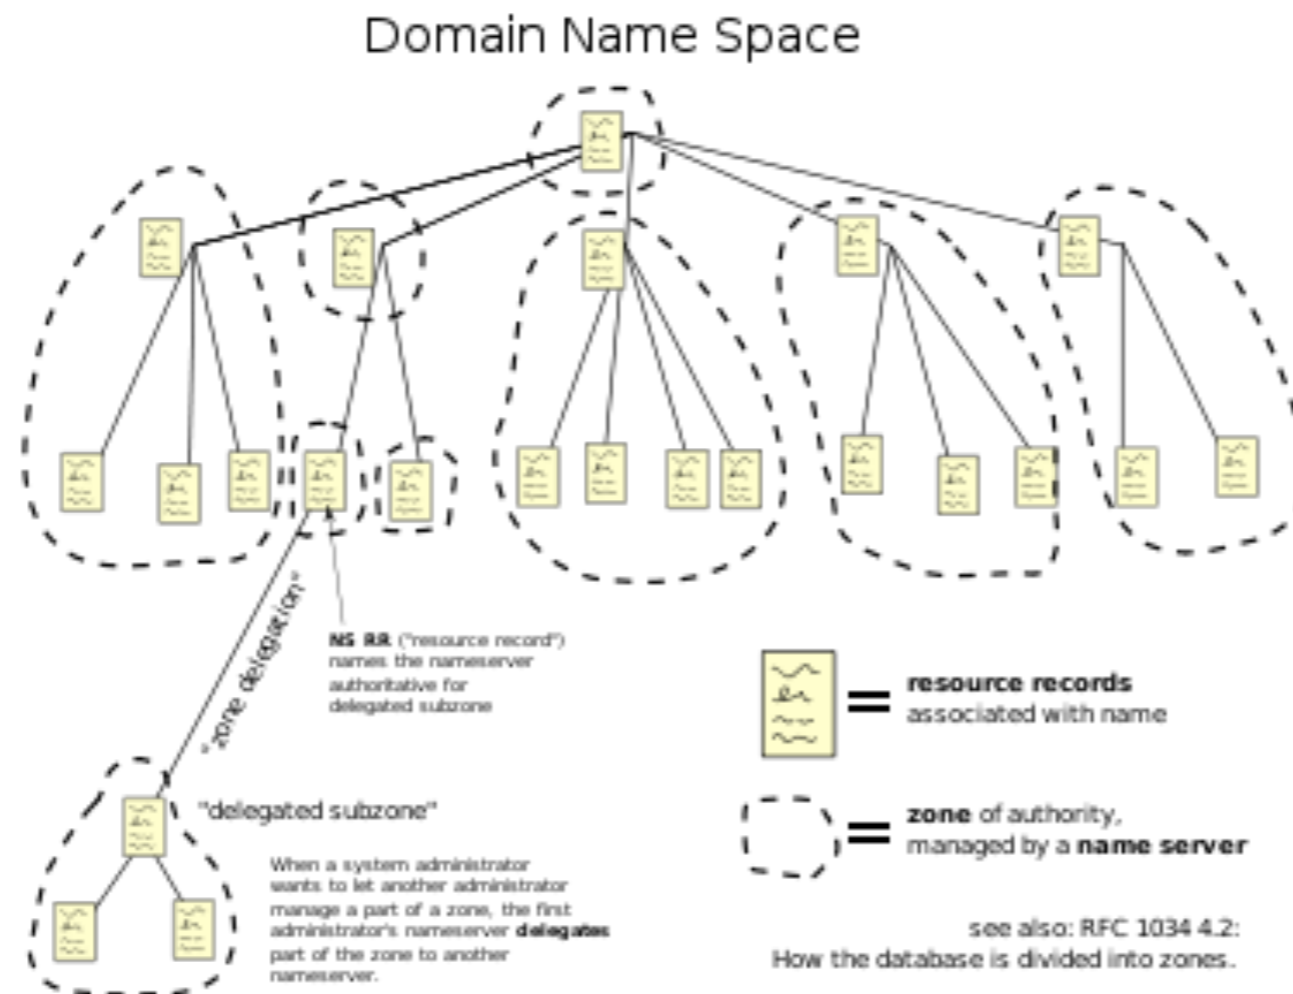 Domain Name Space
"zone delegation"
NS RR ("resource record")
names the nameserver
authoritative for
delegated subzone
resource records
associated with name
"delegated subzone"
zone of authority,
managed by a name server
When a system administrator
wants to let another administrator
manage a part of a zone, the first
administrator's nameserver delegates
part of the zone to another
nameserver.
see also: RFC 1034 4.2:
How the database is divided into zones.